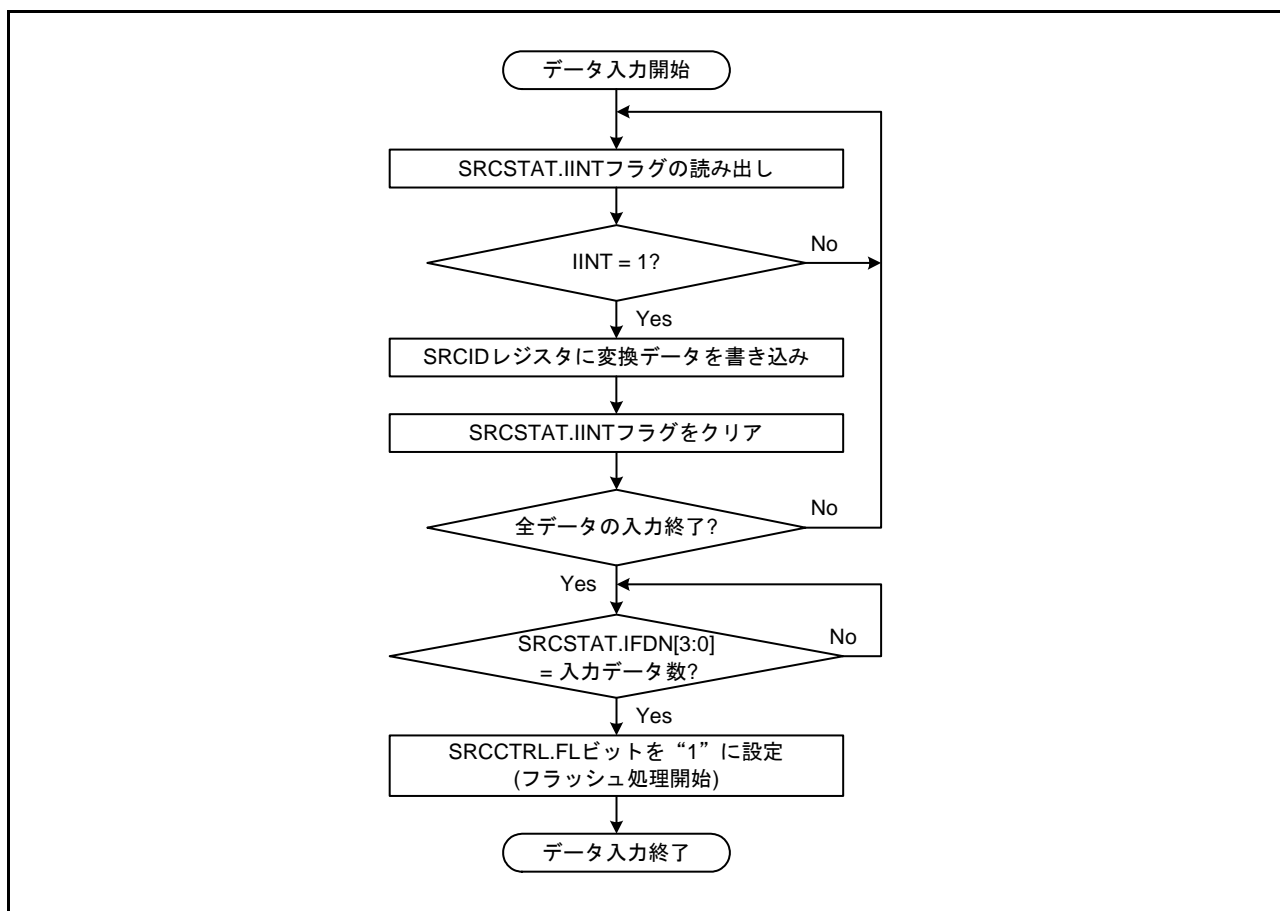 データ入力開始
SRCSTAT.IINTフラグの読み出し
IINT = 1?
No
Yes
SRCIDレジスタに変換データを書き込み
SRCSTAT.IINTフラグをクリア
全データの入力終了?
No
Yes
SRCSTAT.IFDN[3:0]
= 入力データ数?
No
Yes
SRCCTRL.FLビットを“1”に設定
(フラッシュ処理開始)
データ入力終了